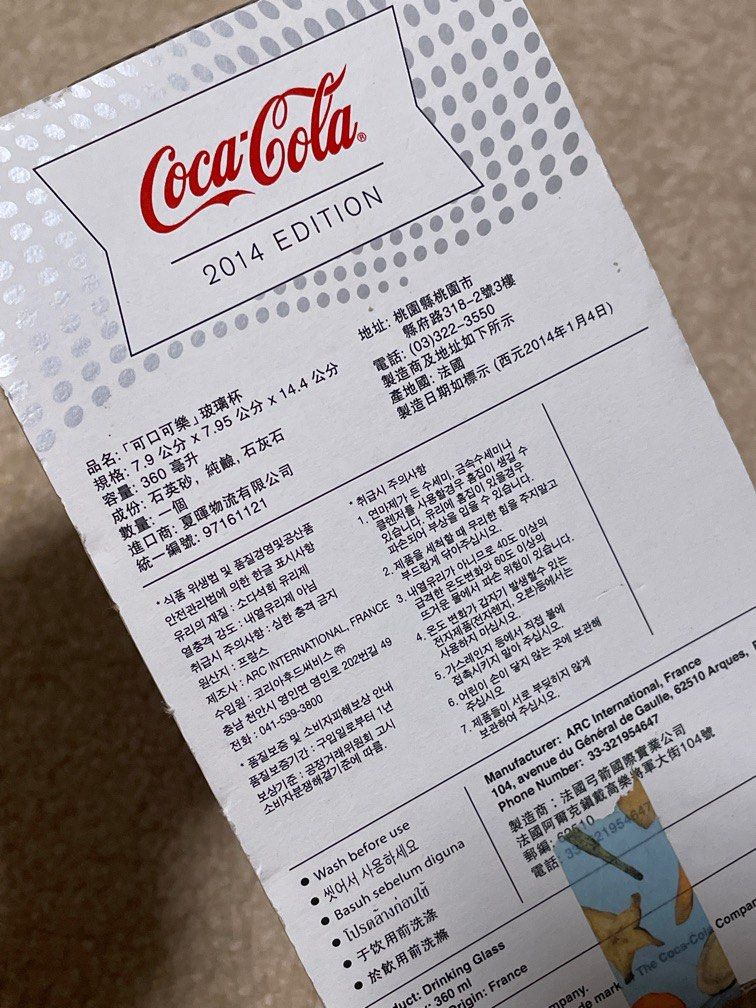 Coca-Cola®
2014 EDITION
品名:「可口可樂」玻璃杯
規格: 7.9 公分 x 7.95 公分 x 14.4 公分
容量: 360 毫升
成份: 石英砂, 純鹼, 石灰石
數量: 一個
進口商: 夏暉物流有限公司
統一編號: 97161121
地址: 桃園縣桃園市
縣府路318-2號3樓
電話: (03)322-3550
製造商及地址如下所示
產地國: 法國
製造日期如標示 (西元2014年1月4日)
* 식품 위생법 및 품질경영및공산품
안전관리법에 의한 한글 표시사항
유리의 재질 : 소다석회 유리제
열충격 강도 : 내열유리제 아님
취급시 주의사항 : 심한 충격 금지
원산지 : 프랑스
제조사 : ARC INTERNATIONAL, FRANCE
수입원 : 코리아후드써비스 ㈜
충남 천안시 영인면 영인로 202번길 49
전화 : 041-539-3800
* 품질보증 및 소비자피해보상 안내
품질보증기간 : 구입일로부터 1년
보상기준 : 공정거래위원회 고시
소비자분쟁해결기준에 따름.
* 취급시 주의사항
1. 연마제가 든 수세미, 금속수세미나
클렌저를 사용할경우 흠집이 생길 수
있습니다. 유리에 흠집이 있을경우
파손되어 부상을 입을 수 있습니다.
2. 제품을 세척할 때 무리한 힘을 주지말고
부드럽게 닦아주십시오.
3. 내열유리가 아니므로 40도 이상의
급격한 온도변화와 60도 이상의
뜨거운 물에서 파손 위험이 있습니다.
4. 온도 변화가 갑자기 발생할수 있는
전자제품(전자렌지, 오븐)등에서는
사용하지 마십시오.
5. 가스레인지 등에서 직접 불에
접촉시키지 말아 주십시오.
6. 어린이 손이 닿지 않는 곳에 보관해
주십시오
7. 제품들이 서로 부딪히지 않게
보관하여 주십시오.
Manufacturer: ARC International, France
104, avenue du Général de Gaulle, 62510 Arques,
Phone Number: 33-321954647
製造商：法國弓箭國際實業公司
法國阿爾克鎮戴高樂將軍大街104號
郵編: 62510
電話: 33-321954647
• Wash before use
• 씻어서 사용하세요
• Basuh sebelum diguna
• โปรดล้างก่อนใช้
• 于饮用前洗涤
• 於飲用前洗滌
Drinking Glass
360 ml
Origin: France
The Coca-Cola Company.